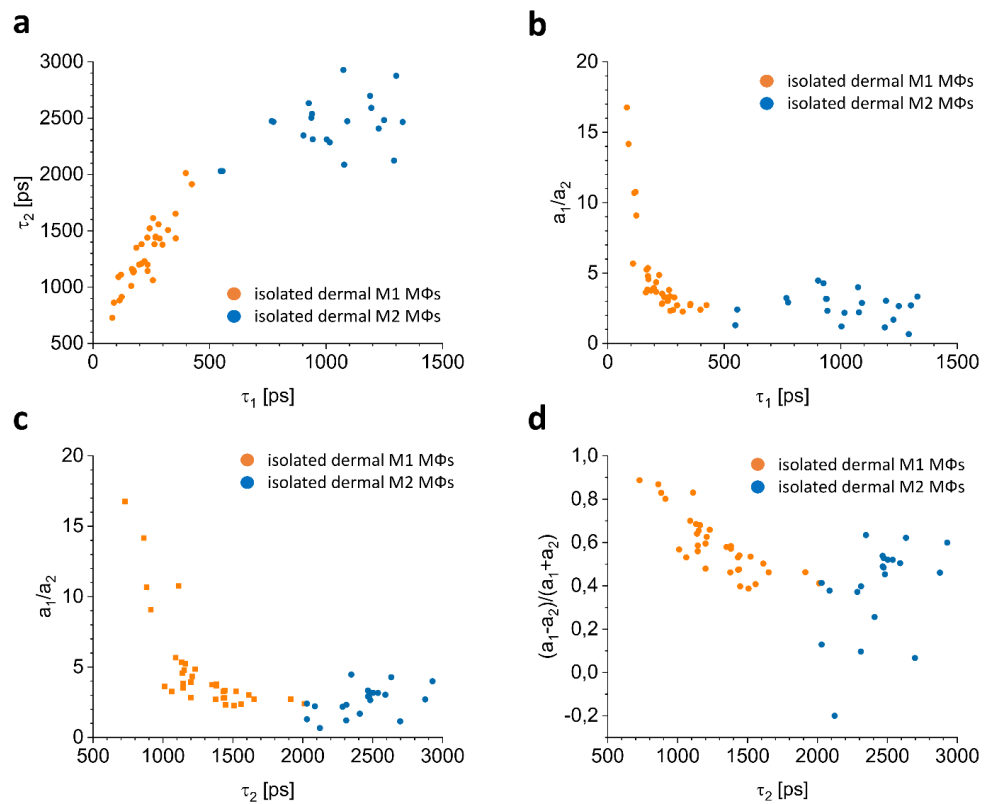 a
3000
2500
2000
1500
1000
500
τ2 [ps]
isolated dermal M1 MΦs
isolated dermal M2 MΦs
0
500
1000
1500
τ1 [ps]
b
20
15
10
5
0
a1/a2
isolated dermal M1 MΦs
isolated dermal M2 MΦs
0
500
1000
1500
τ1 [ps]
c
20
15
10
5
0
a1/a2
isolated dermal M1 MΦs
isolated dermal M2 MΦs
500
1000
1500
2000
2500
3000
τ2 [ps]
d
1,0
0,8
0,6
0,4
0,2
0,0
-0,2
(a1-a2)/(a1+a2)
isolated dermal M1 MΦs
isolated dermal M2 MΦs
500
1000
1500
2000
2500
3000
τ2 [ps]